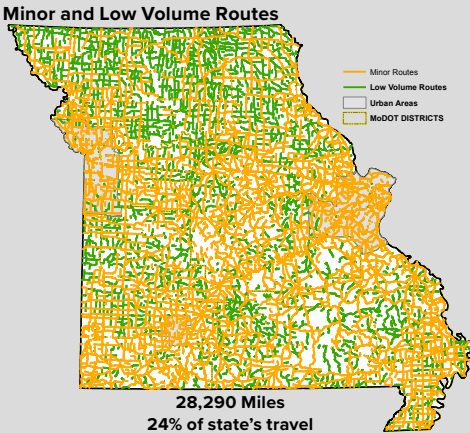 Minor and Low Volume Routes
Minor Routes
Low Volume Routes
Urban Areas
MoDOT DISTRICTS
28,290 Miles
24% of state's travel